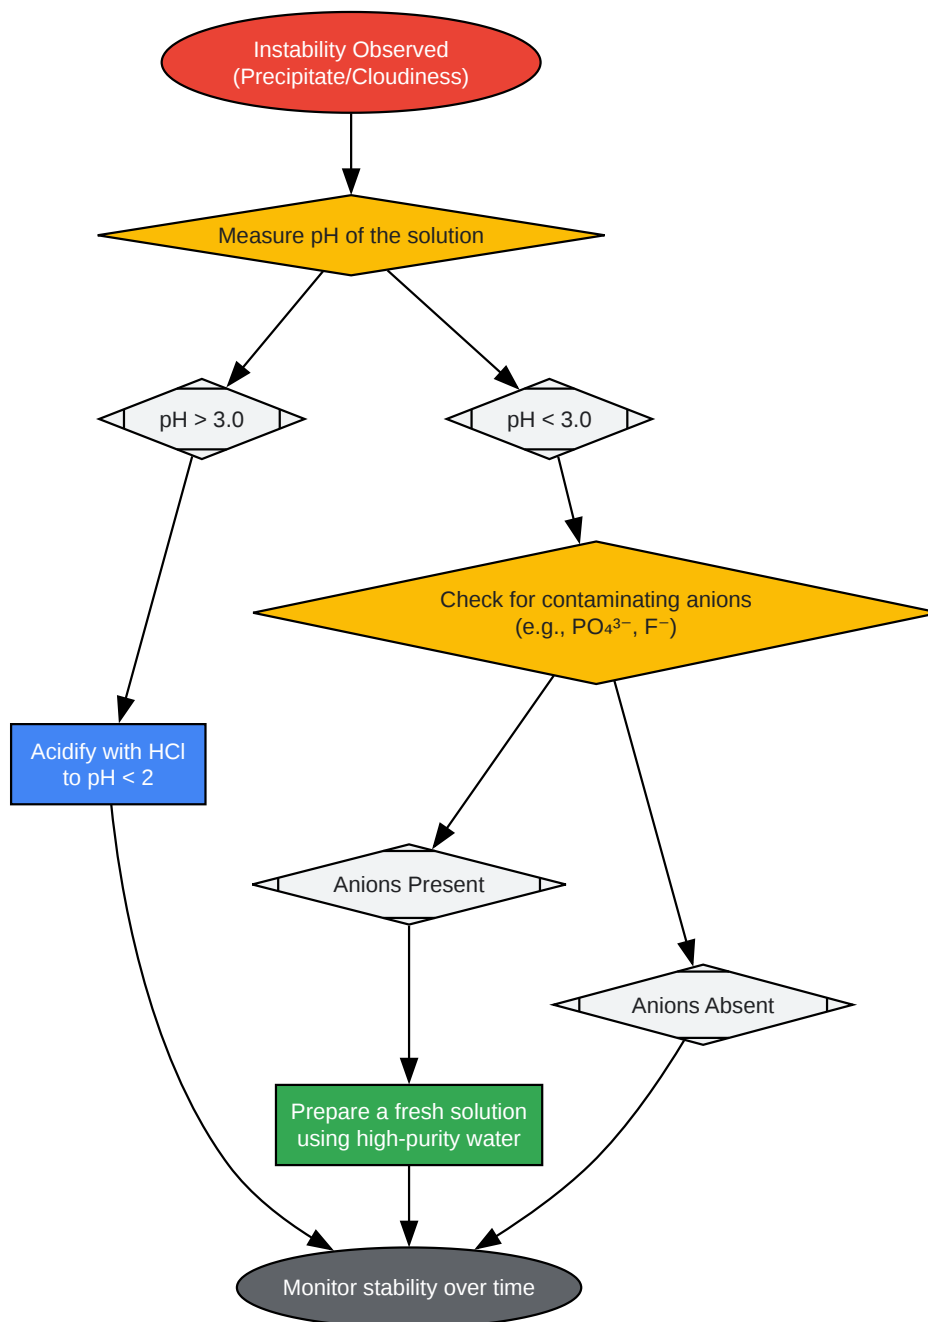 Instability Observed
(Precipitate/Cloudiness)
Measure pH of the solution
pH > 3.0
pH < 3.0
Check for contaminating anions
(e.g., PO₄³⁻, F⁻)
Acidify with HCl
to pH < 2
Anions Present
Anions Absent
Prepare a fresh solution
using high-purity water
Monitor stability over time